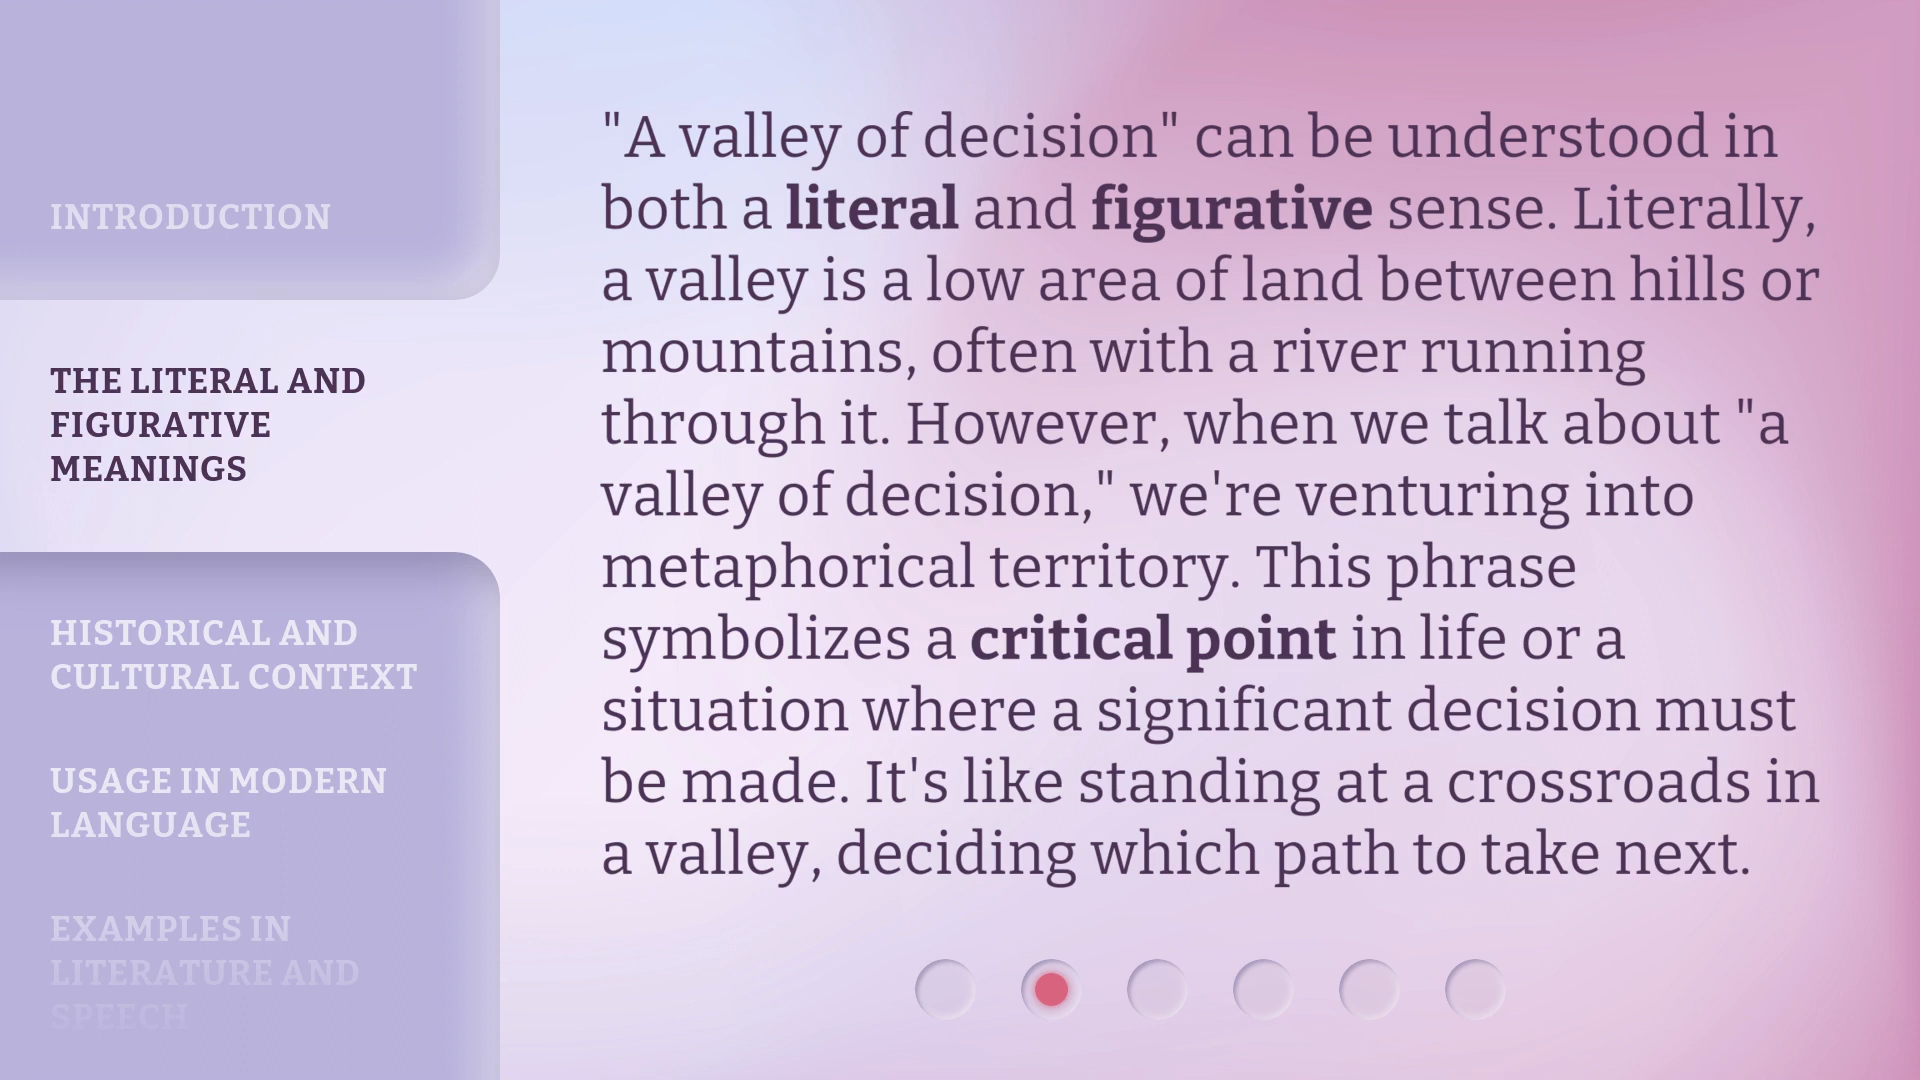 INTRODUCTION
THE LITERAL AND
FIGURATIVE
MEANINGS
HISTORICAL AND
CULTURAL CONTEXT
USAGE IN MODERN
LANGUAGE
EXAMPLES IN
LITERATURE AND
SPEECH
"A valley of decision" can be understood in
both a literal and figurative sense. Literally,
a valley is a low area of land between hills or
mountains, often with a river running
through it. However, when we talk about "a
valley of decision," we're venturing into
metaphorical territory. This phrase
symbolizes a critical point in life or a
situation where a significant decision must
be made. It's like standing at a crossroads in
a valley, deciding which path to take next.